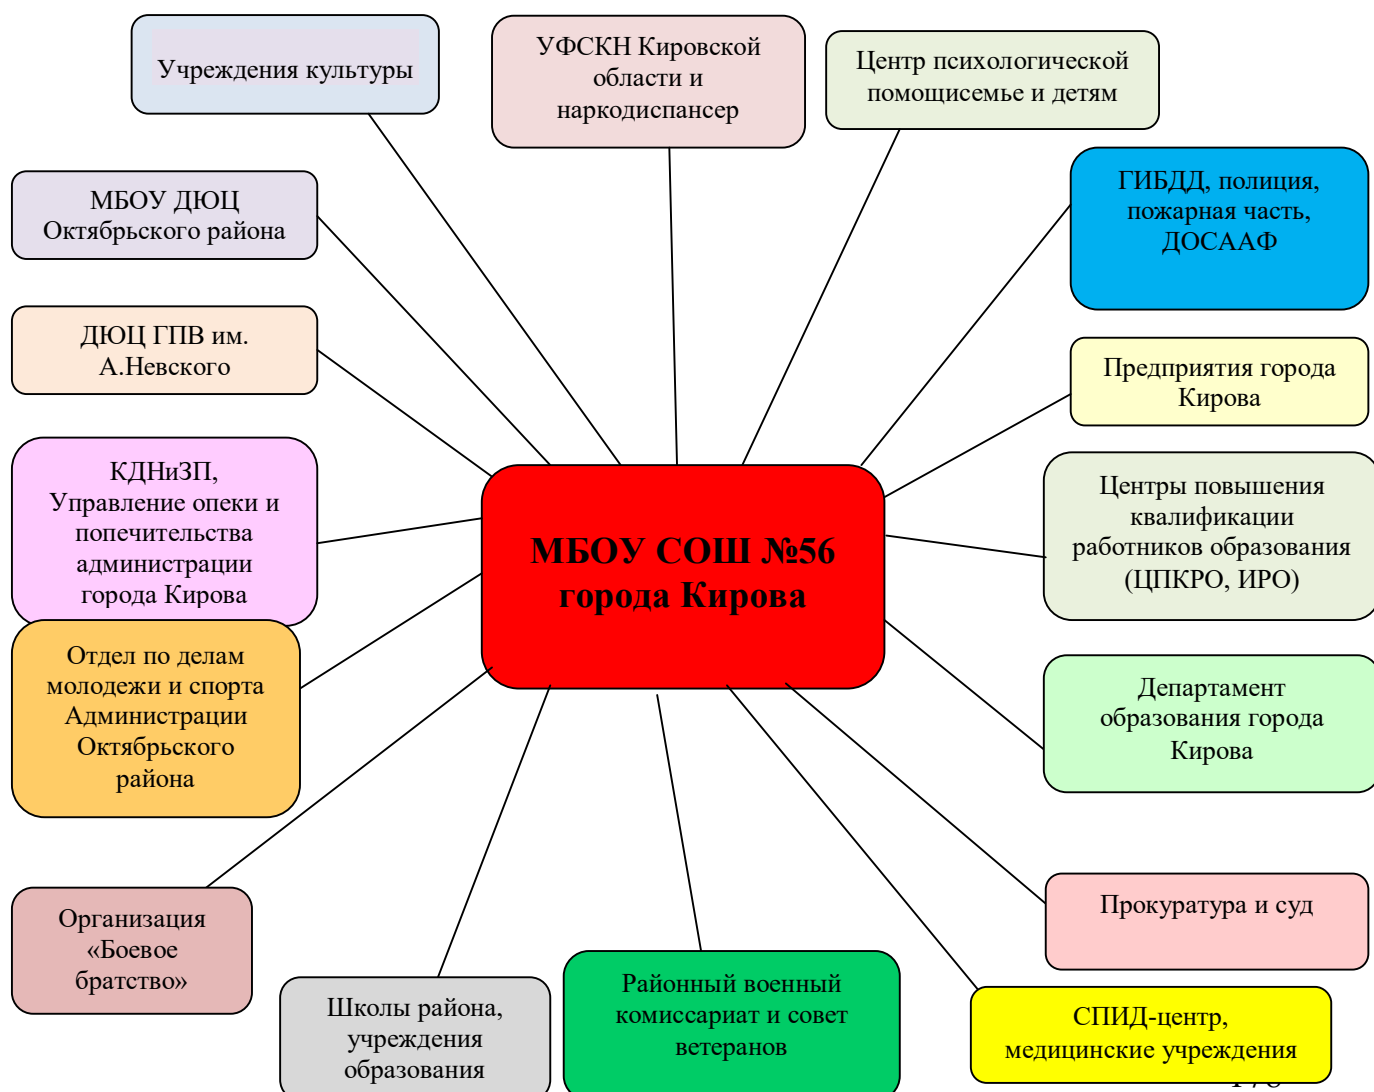 Учреждения культуры
УФСКН Кировской
области и
наркодиспансер
Центр психологической
помощисемье и детям
МБОУ ДЮЦ
Октябрьского района
ГИБДД, полиция,
пожарная часть,
ДОСААФ
ДЮЦ ГПВ им.
А.Невского
Предприятия города
Кирова
КДНиЗП,
Управление опеки и
попечительства
администрации
города Кирова
МБОУ СОШ №56
города Кирова
Центры повышения
квалификации
работников образования
(ЦПКРО, ИРО)
Отдел по делам
молодежи и спорта
Администрации
Октябрьского
района
Департамент
образования города
Кирова
Организация
«Боевое
братство»
Прокуратура и суд
Школы района,
учреждения
образования
Районный военный
комиссариат и совет
ветеранов
СПИД-центр,
медицинские учреждения